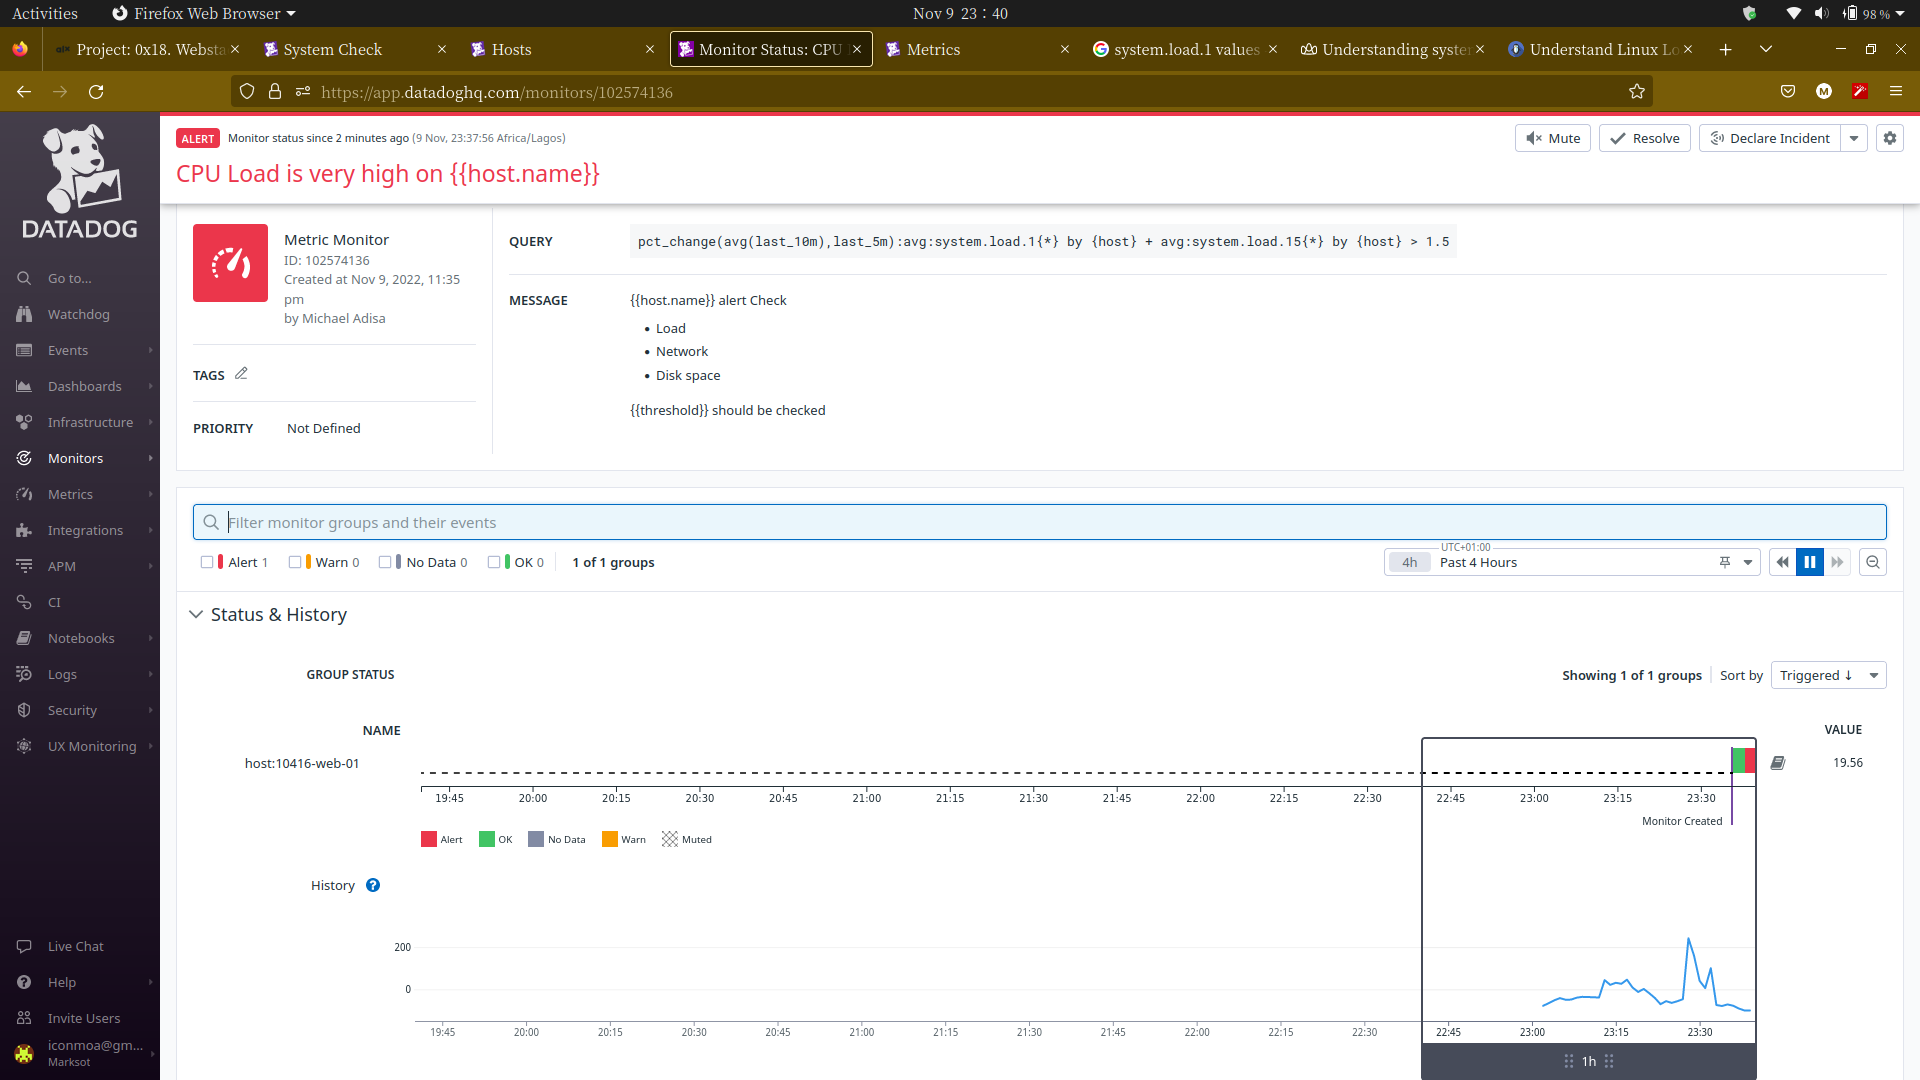 Activities
Firefox Web Browser
Nov 9 23:40
98 %
Project: 0x18. Websta
System Check
Hosts
Monitor Status: CPU
Metrics
system.load.1 values
Understanding syste
Understand Linux Lo
https://app.datadoghq.com/monitors/102574136
M
DATADOG
Go to...
Watchdog
Events
Dashboards
Infrastructure
Monitors
Metrics
Integrations
APM
CI
Notebooks
Logs
Security
UX Monitoring
Live Chat
Help
Invite Users
iconmoa@gm...
Marksot
ALERT
Monitor status since 2 minutes ago (9 Nov, 23:37:56 Africa/Lagos)
Mute
Resolve
Declare Incident
CPU Load is very high on {{host.name}}
Metric Monitor
ID: 102574136
Created at Nov 9, 2022, 11:35
pm
by Michael Adisa
TAGS
PRIORITY
Not Defined
QUERY
pct_change(avg(last_10m),last_5m):avg:system.load.1{*} by {host} + avg:system.load.15{*} by {host} > 1.5
MESSAGE
{{host.name}} alert Check
• Load
• Network
• Disk space
{{threshold}} should be checked
Filter monitor groups and their events
Alert 1
Warn 0
No Data 0
OK 0
1 of 1 groups
UTC+01:00
4h
Past 4 Hours
Status & History
GROUP STATUS
Showing 1 of 1 groups
Sort by
Triggered ↓
NAME
VALUE
host:10416-web-01
19.56
19:45 20:00 20:15 20:30 20:45 21:00 21:15 21:30 21:45 22:00 22:15 22:30 22:45 23:00 23:15 23:30
Monitor Created
Alert
OK
No Data
Warn
Muted
History
?
200
0
19:45 20:00 20:15 20:30 20:45 21:00 21:15 21:30 21:45 22:00 22:15 22:30 22:45 23:00 23:15 23:30
1h